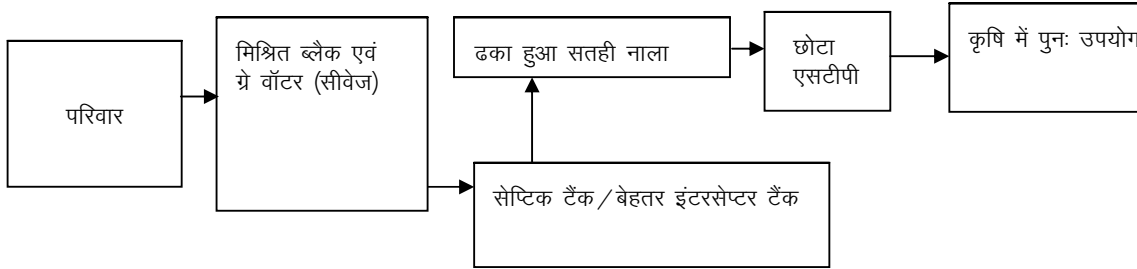 परिवार
मिश्रित ब्लैक एवं
ग्रे वॉटर (सीवेज)
सेप्टिक टैंक/बेहतर इंटरसेप्टर टैंक
ढका हुआ सतही नाला
छोटा
एसटीपी
कृषि में पुनः उपयोग